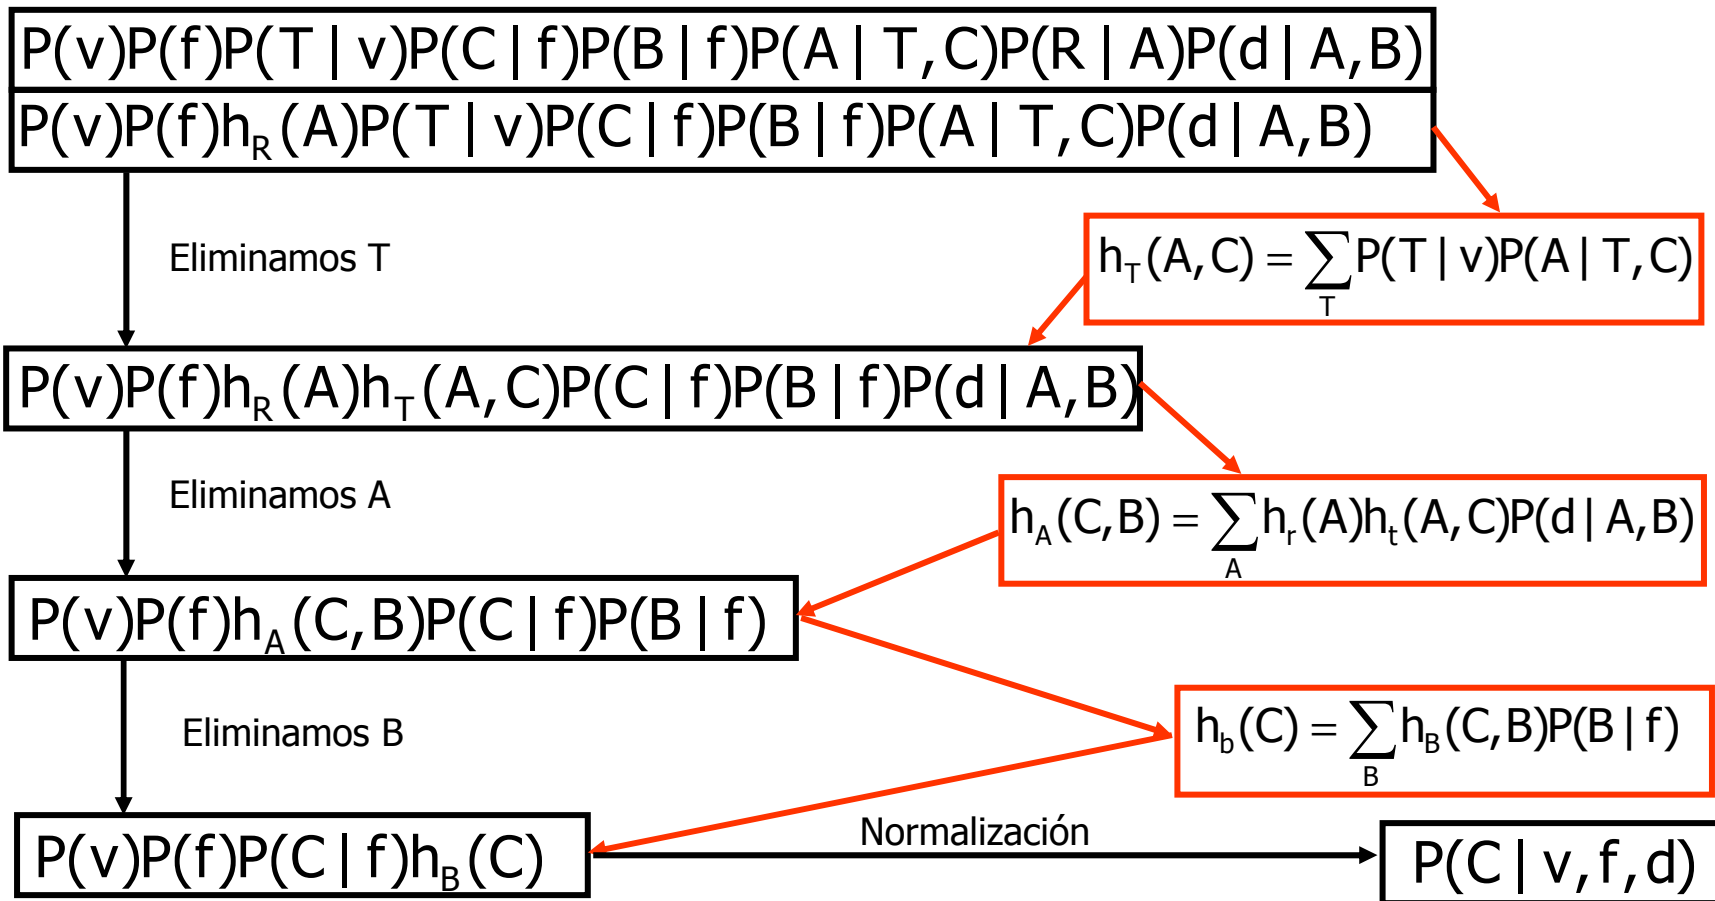 P(v)P(f)P(T | v)P(C | f)P(B | f)P(A | T,C)P(R | A)P(d | A,B)
P(v)P(f)h_R(A)P(T | v)P(C | f)P(B | f)P(A | T,C)P(d | A,B)
Eliminamos T
h_T(A,C) = ∑_T P(T | v)P(A | T,C)
P(v)P(f)h_R(A)h_T(A,C)P(C | f)P(B | f)P(d | A,B)
Eliminamos A
h_A(C,B) = ∑_A h_r(A)h_t(A,C)P(d | A,B)
P(v)P(f)h_A(C,B)P(C | f)P(B | f)
Eliminamos B
h_b(C) = ∑_B h_B(C,B)P(B | f)
Normalización
P(v)P(f)P(C | f)h_B(C)
P(C | v,f,d)